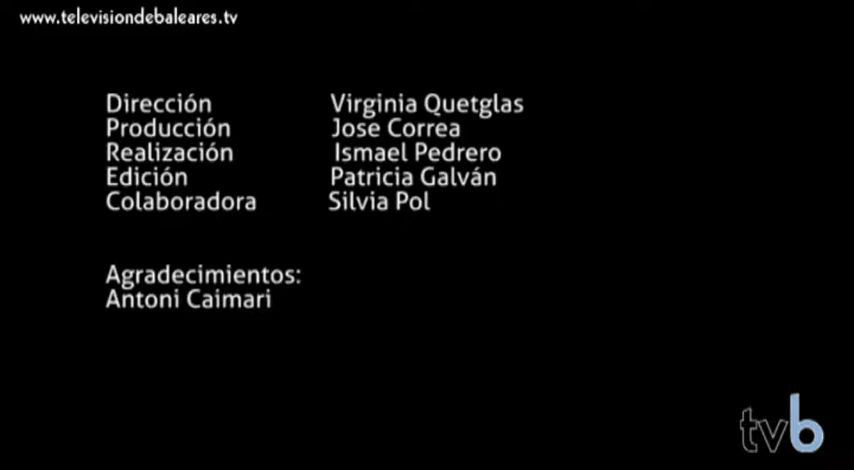 www.televisiondebaleares.tv
Dirección Virginia Quetglas
Producción Jose Correa
Realización Ismael Pedrero
Edición Patricia Galván
Colaboradora Silvia Pol
Agradecimientos:
Antoni Caimari
tvb